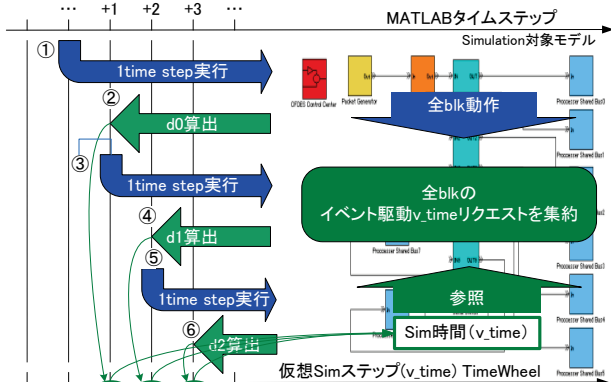 … +1 +2 +3 …
MATLABタイムステップ
Simulation対象モデル
①
1time step実行
②
d0算出
③
1time step実行
④
d1算出
⑤
1time step実行
⑥
d2算出
OFDES Control Center
Packet Generator
全blk動作
Proccesser Shared Bus0
Proccesser Shared Bus1
全blkの
イベント駆動v_timeリクエストを集約
Proccesser Shared Bus7
Proccesser Shared Bus3
参照
Sim時間(v_time)
Proccesser Shared Bus4
Proccesser Shared Bus5
仮想Simステップ(v_time) TimeWheel